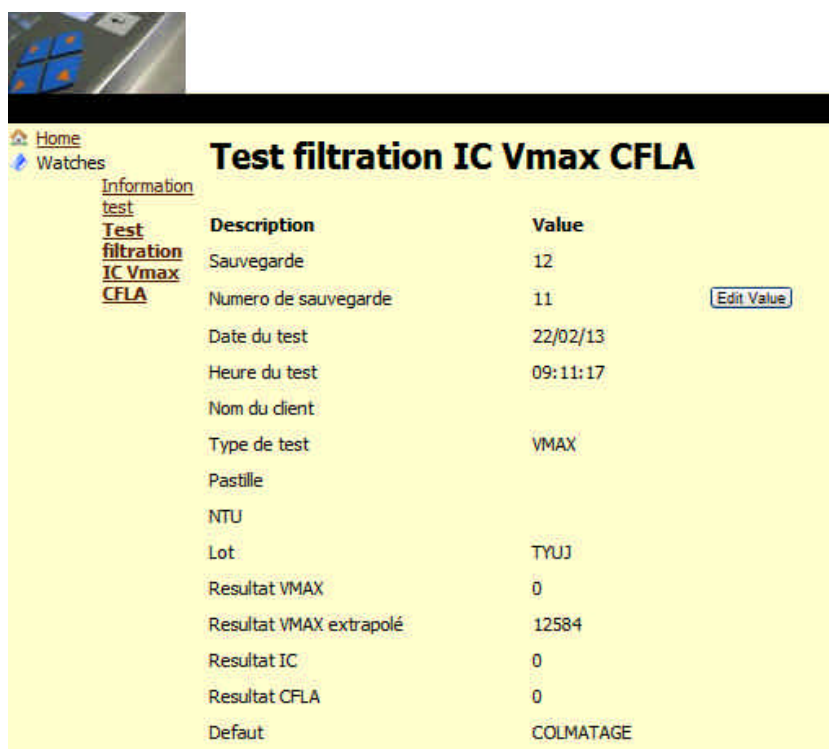 Home
Watches
Information
test
Test
filtration
IC Vmax
CFLA
Test filtration IC Vmax CFLA
Description Value
Sauvegarde 12
Numero de sauvegarde 11 Edit Value
Date du test 22/02/13
Heure du test 09:11:17
Nom du client
Type de test VMAX
Pastille
NTU
Lot TYUJ
Resultat VMAX 0
Resultat VMAX extrapolé 12584
Resultat IC 0
Resultat CFLA 0
Defaut COLMATAGE